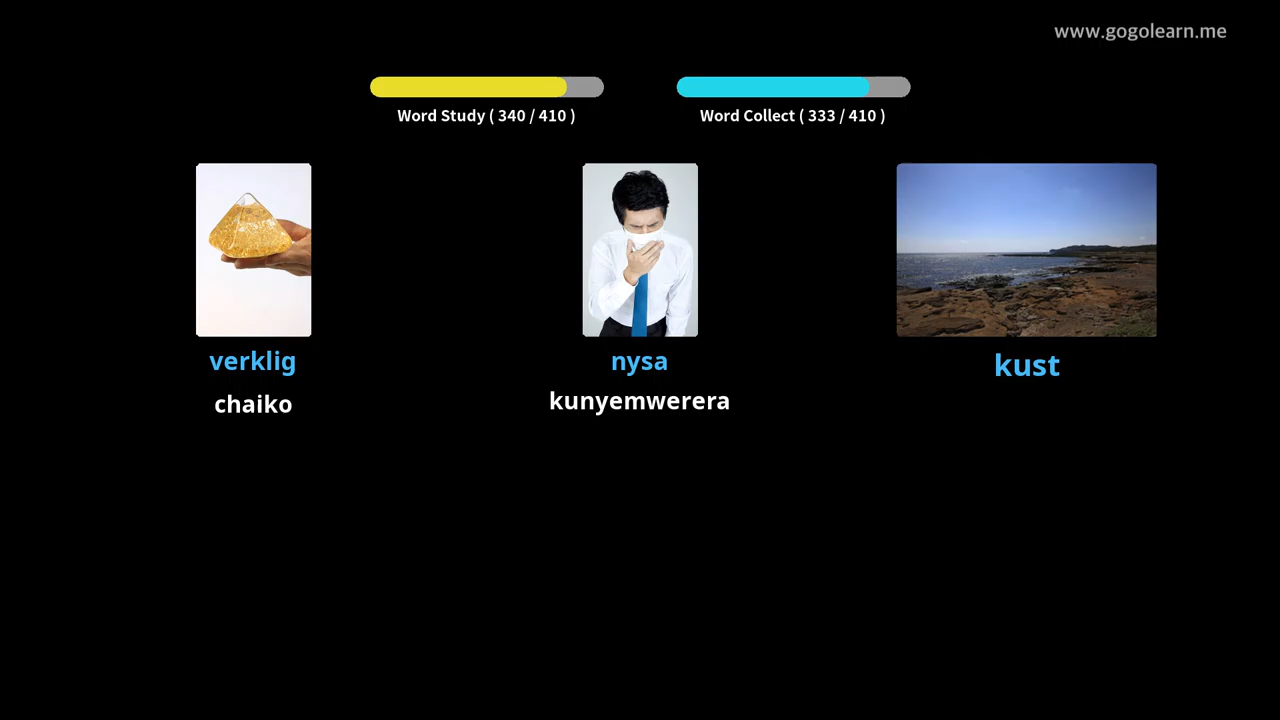 www.gogolearn.me
Word Study ( 340 / 410 )
Word Collect ( 333 / 410 )
verklig
chaiko
nysa
kunyemwerera
kust